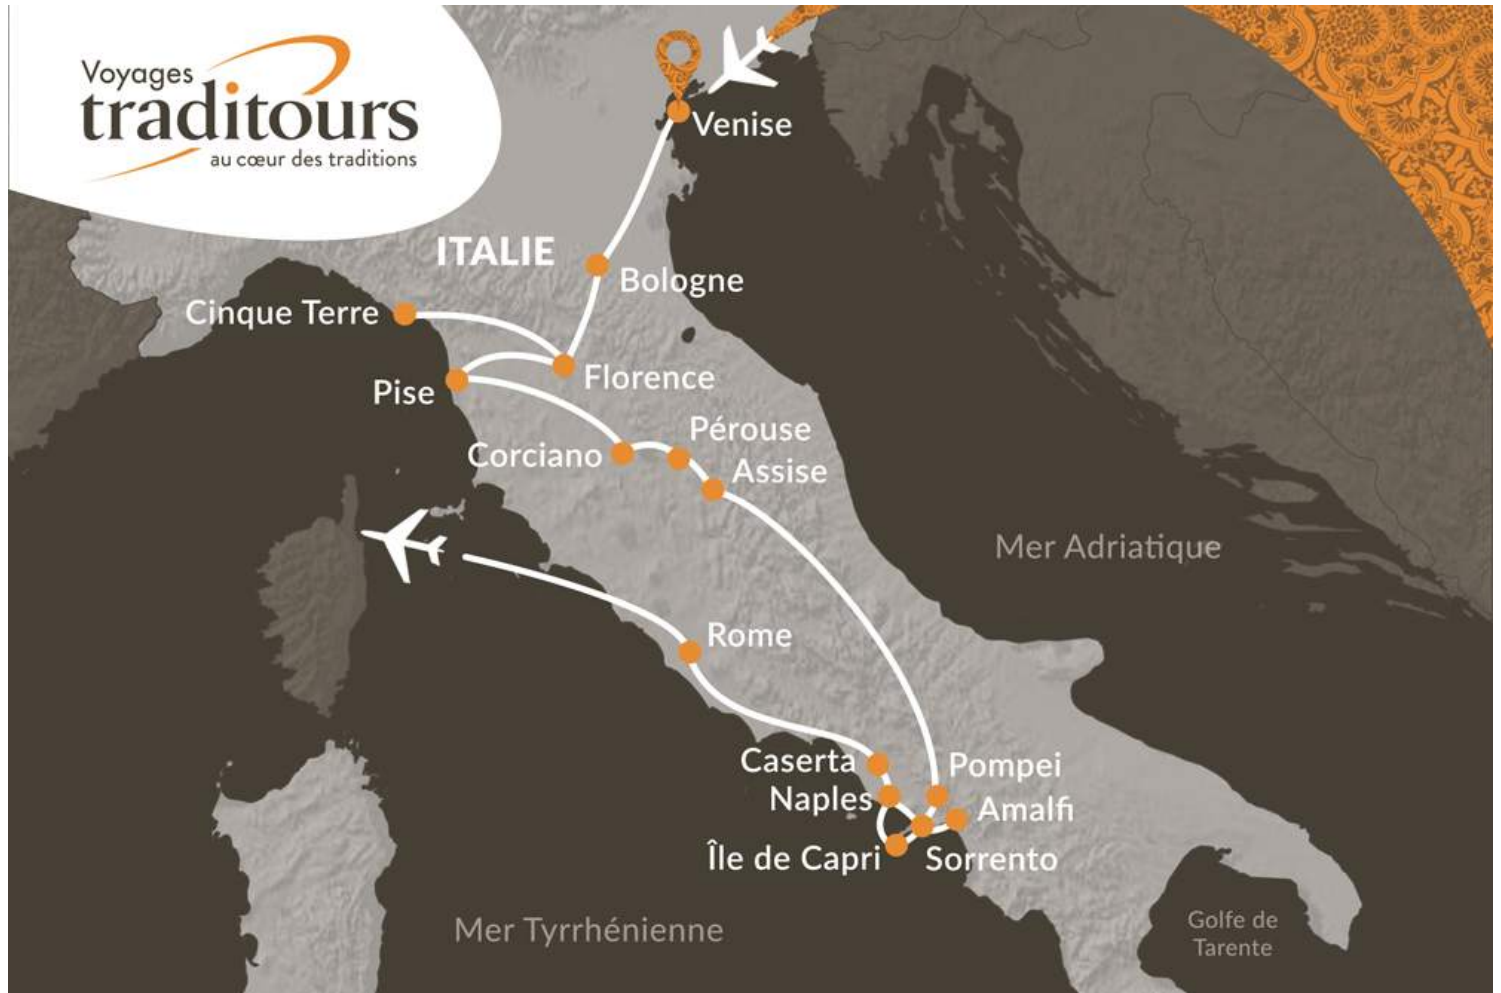 Voyages
traditours
au cœur des traditions
Venise
ITALIE
Bologne
Cinque Terre
Florence
Pise
Pérouse
Corciano
Assise
Mer Adriatique
Rome
Caserta
Pompei
Naples
Amalfi
Île de Capri
Sorrento
Mer Tyrrhénienne
Golfe de
Tarente